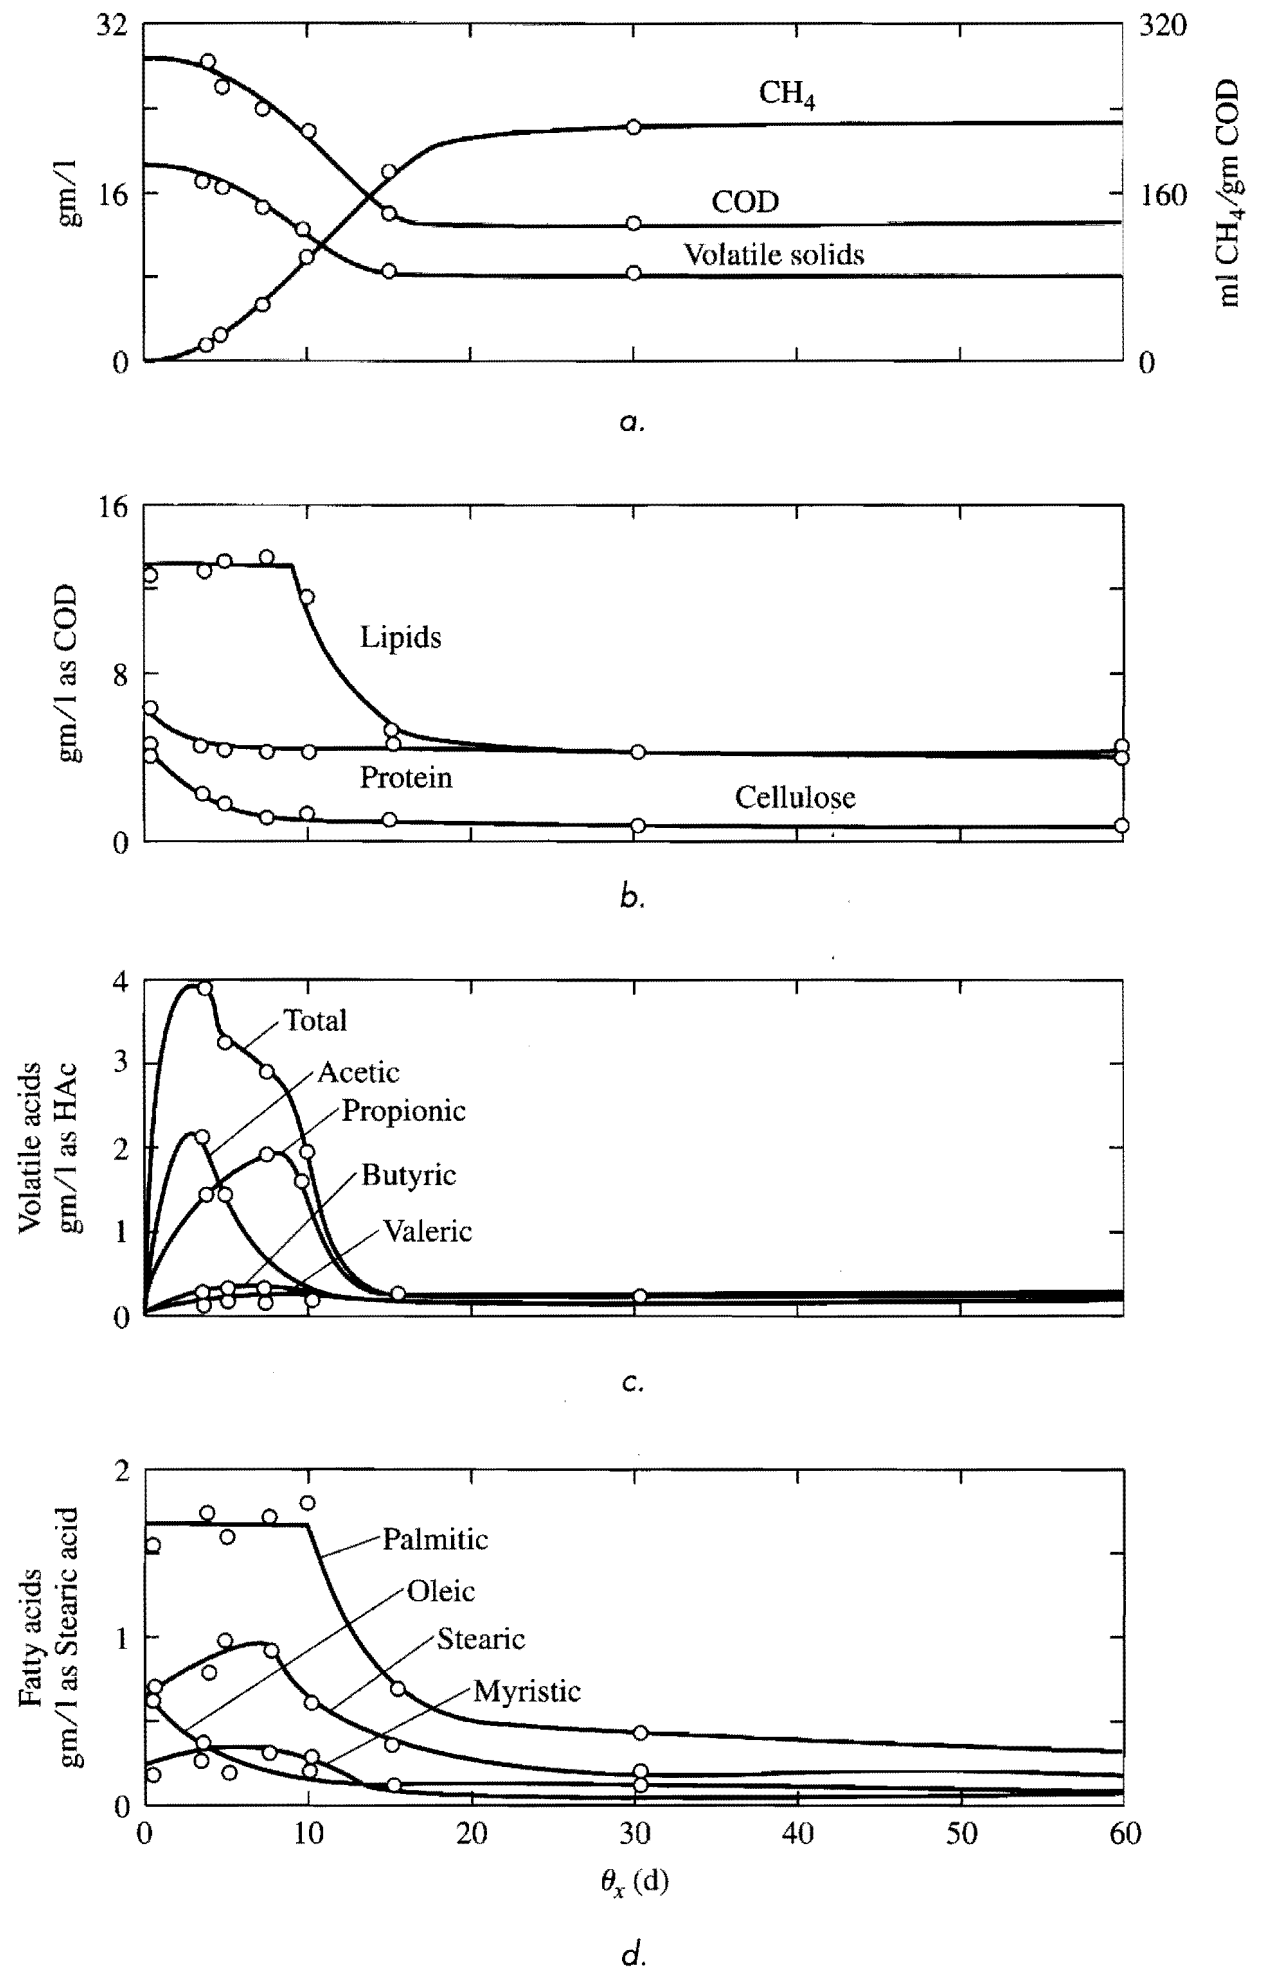 32
16
0
gm/l
320
160
0
ml CH₄/gm COD
CH₄
COD
Volatile solids
a.
16
8
0
gm/l as COD
Lipids
Protein
Cellulose
b.
4
3
2
1
0
Volatile acids
gm/l as HAc
Total
Acetic
Propionic
Butyric
Valeric
c.
2
1
0
Fatty acids
gm/l as Stearic acid
Palmitic
Oleic
Stearic
Myristic
0 10 20 30 40 50 60
θₓ (d)
d.